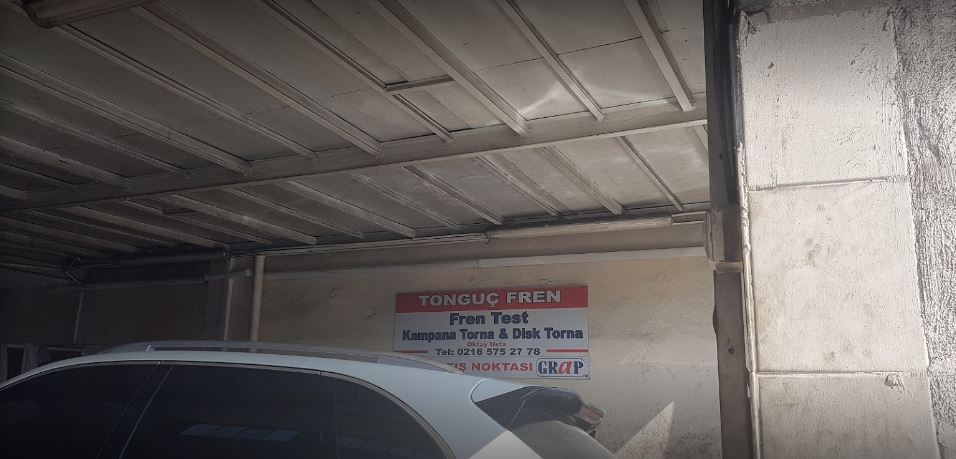 TONGUÇ FREN
Fren Test
Kampana Torna & Disk Torna
Oktay Usta
Tel: 0216 575 27 78
NOKTASI GRaP